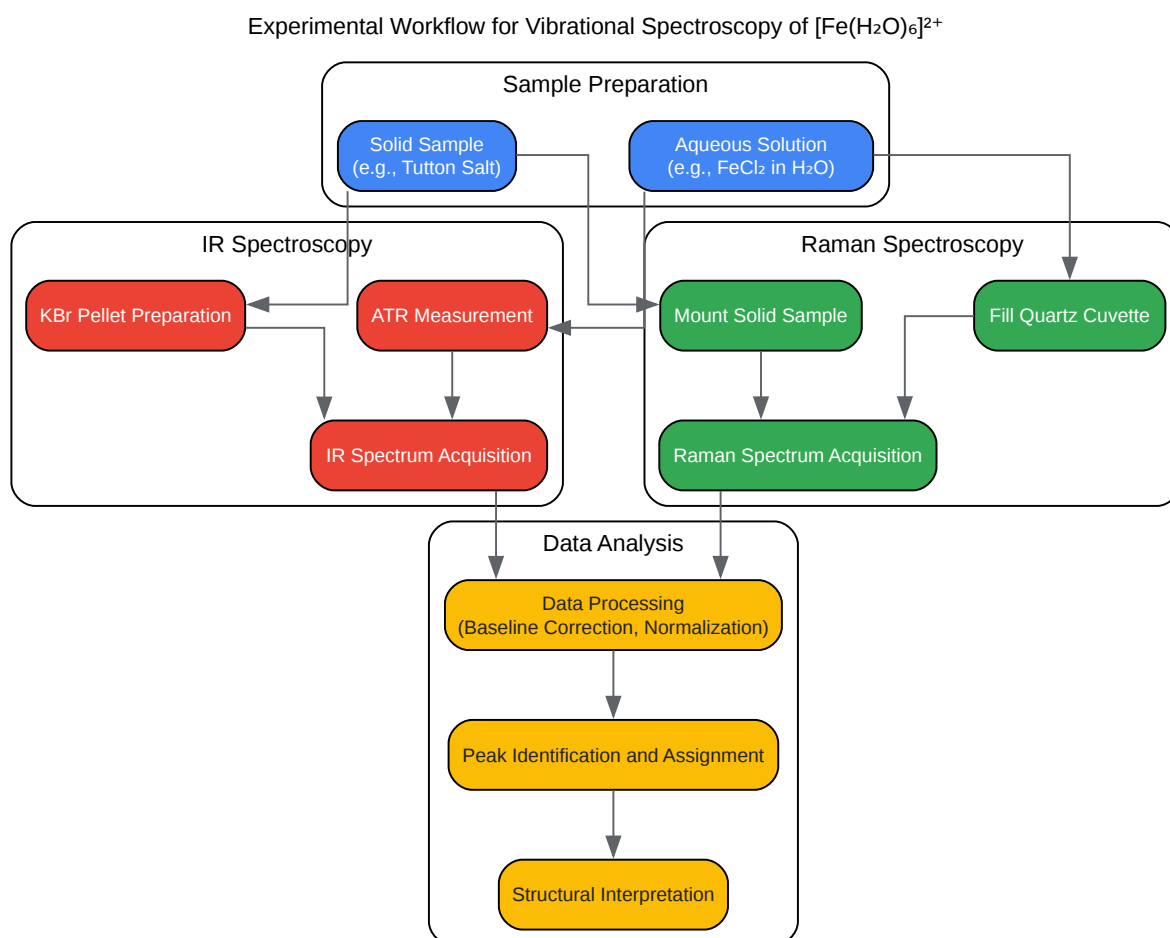 Experimental Workflow for Vibrational Spectroscopy of [Fe(H₂O)₆]²⁺
Sample Preparation
Solid Sample
(e.g., Tutton Salt)
Aqueous Solution
(e.g., FeCl₂ in H₂O)
IR Spectroscopy
KBr Pellet Preparation
ATR Measurement
IR Spectrum Acquisition
Raman Spectroscopy
Mount Solid Sample
Fill Quartz Cuvette
Raman Spectrum Acquisition
Data Analysis
Data Processing
(Baseline Correction, Normalization)
Peak Identification and Assignment
Structural Interpretation